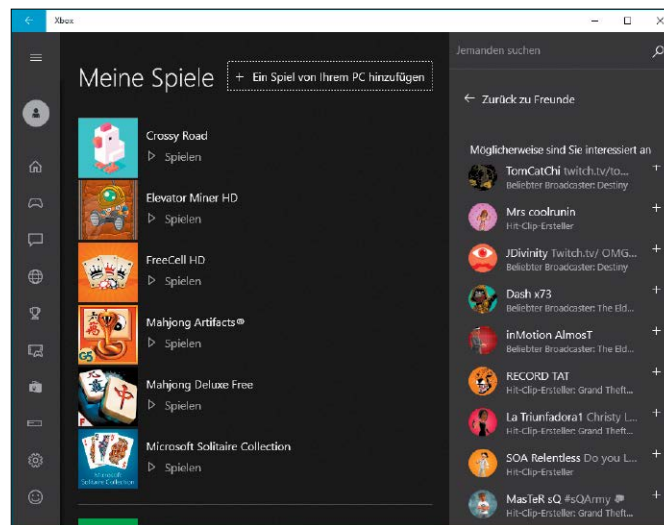 Xbox
Meine Spiele
+ Ein Spiel von Ihrem PC hinzufügen
Crossy Road
Spielen
Elevator Miner HD
Spielen
FreeCell HD
Spielen
Mahjong Artifacts®
Spielen
G5
Mahjong Deluxe Free
Spielen
Microsoft Solitaire Collection
Spielen
Microsoft
Solitaire Collection
Jemanden suchen
Zurück zu Freunde
Möglicherweise sind Sie interessiert an
TomCatChi twitch.tv/to...
Beliebter Broadcaster: Destiny
Mrs coolrunin
Hit-Clip-Ersteller
JDivinity Twitch.tv/ OMG...
Beliebter Broadcaster: Destiny
Dash x73
Beliebter Broadcaster: The Eld...
inMotion AlmosT
Beliebter Broadcaster: The Eld...
RECORD TAT
Hit-Clip-Ersteller: Grand Theft...
La Triunfadora1 Christy L...
Hit-Clip-Ersteller: Grand Theft...
SOA Relentless Do you L...
Hit-Clip-Ersteller
MasTeR sQ #sQArmy
Hit-Clip-Ersteller: Grand Theft...